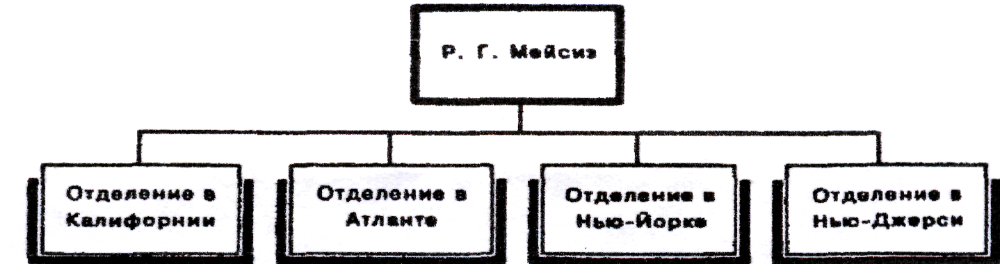 Р. Г. Мейсиз
Отделение в
Калифорнии
Отделение в
Атланте
Отделение в
Нью-Йорке
Отделение в
Нью-Джерси